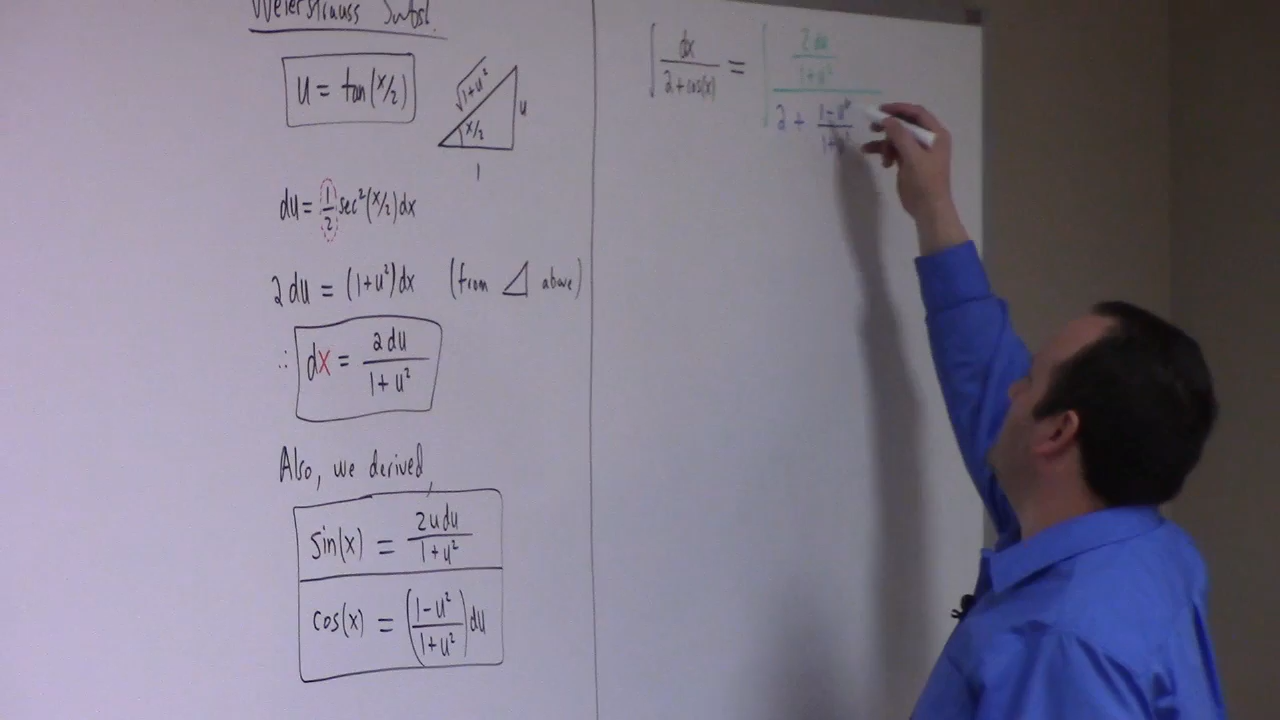 Weierstrauss Subst.
u = tan(x/2)
√1+u²
x/2
u
1
du = 1/2 sec²(x/2)dx
2 du = (1+u²)dx (from △ above)
∴ dx = 2 du / 1+u²
Also, we derived,
sin(x) = 2u du / 1+u²
cos(x) = (1-u² / 1+u²) du
∫ dx / 2+cos(x) = ∫ 2du / 1+u² / 2 + 1-u² / 1+u²